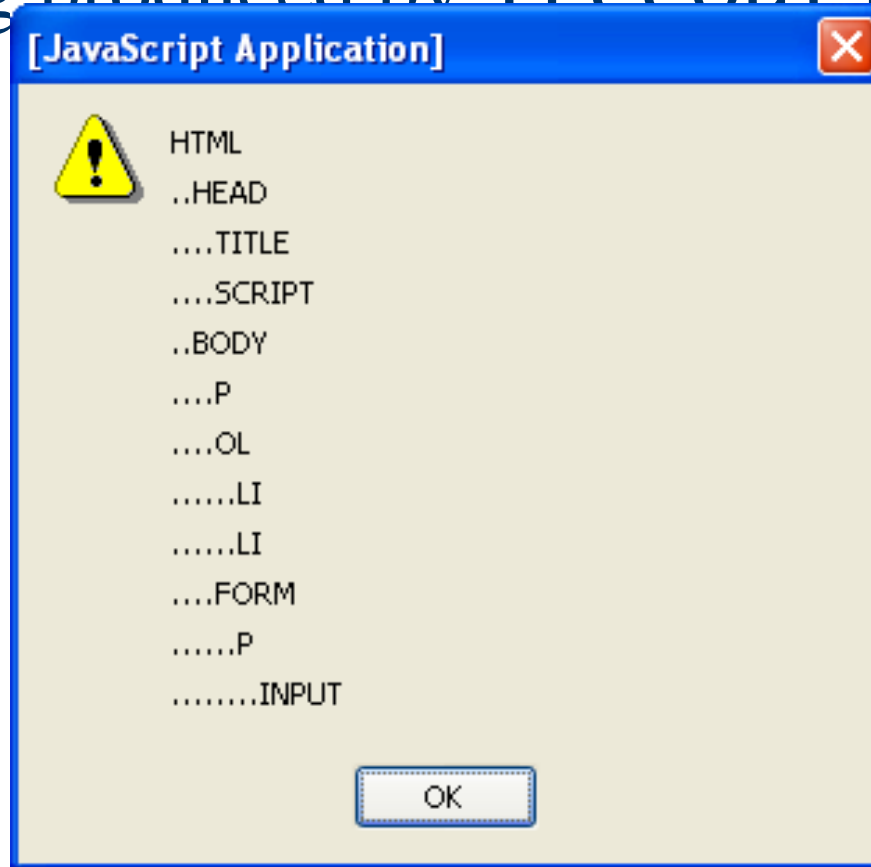 [JavaScript Application]
HTML
..HEAD
....TITLE
....SCRIPT
..BODY
....P
....OL
......LI
......LI
....FORM
......P
........INPUT
OK